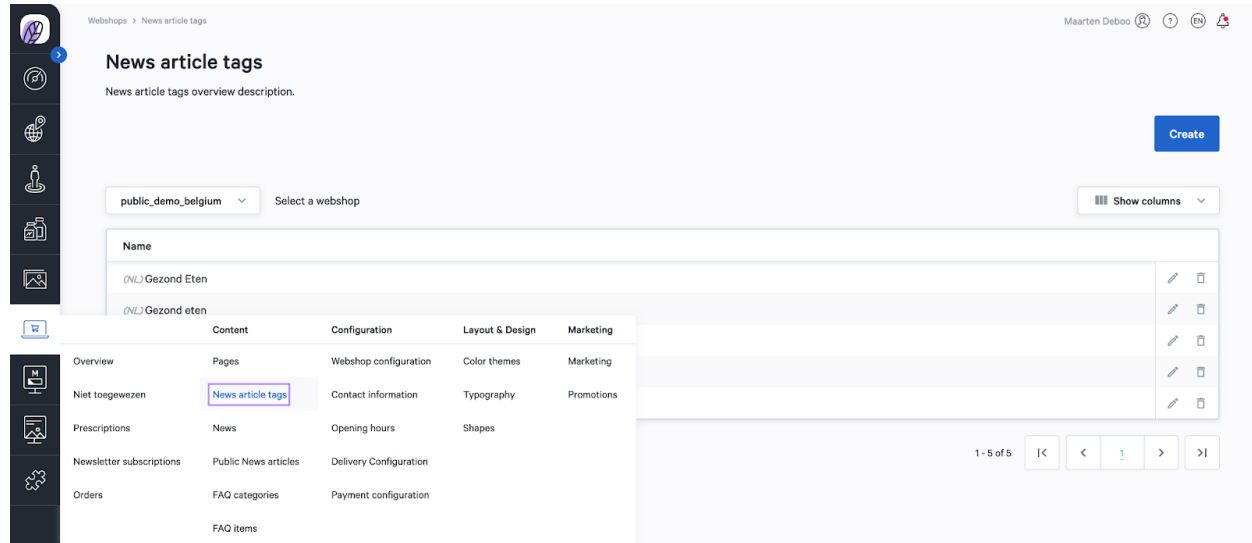 Webshops > News article tags
Maarten Deboo
?
EN
News article tags
News article tags overview description.
Create
public_demo_belgium
Select a webshop
Show columns
Name
(NL) Gezond Eten
(NL) Gezond eten
Content
Configuration
Layout & Design
Marketing
Overview
Pages
Webshop configuration
Color themes
Marketing
Niet toegewezen
News article tags
Contact information
Typography
Promotions
Prescriptions
News
Opening hours
Shapes
Newsletter subscriptions
Public News articles
Delivery Configuration
Orders
FAQ categories
Payment configuration
FAQ items
1 - 5 of 5
1
M